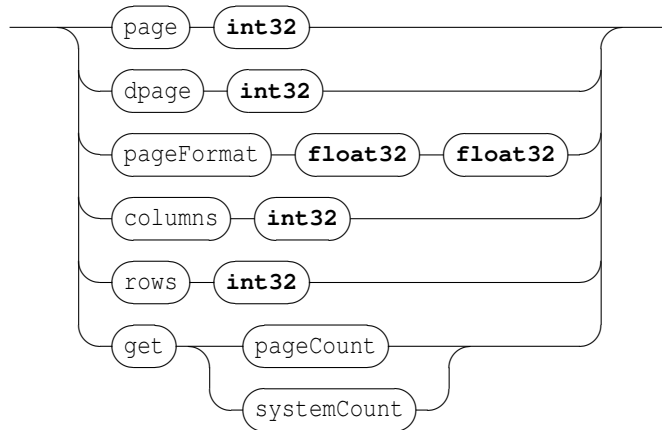 page int32
dpage int32
pageFormat float32 float32
columns int32
rows int32
get pageCount
systemCount